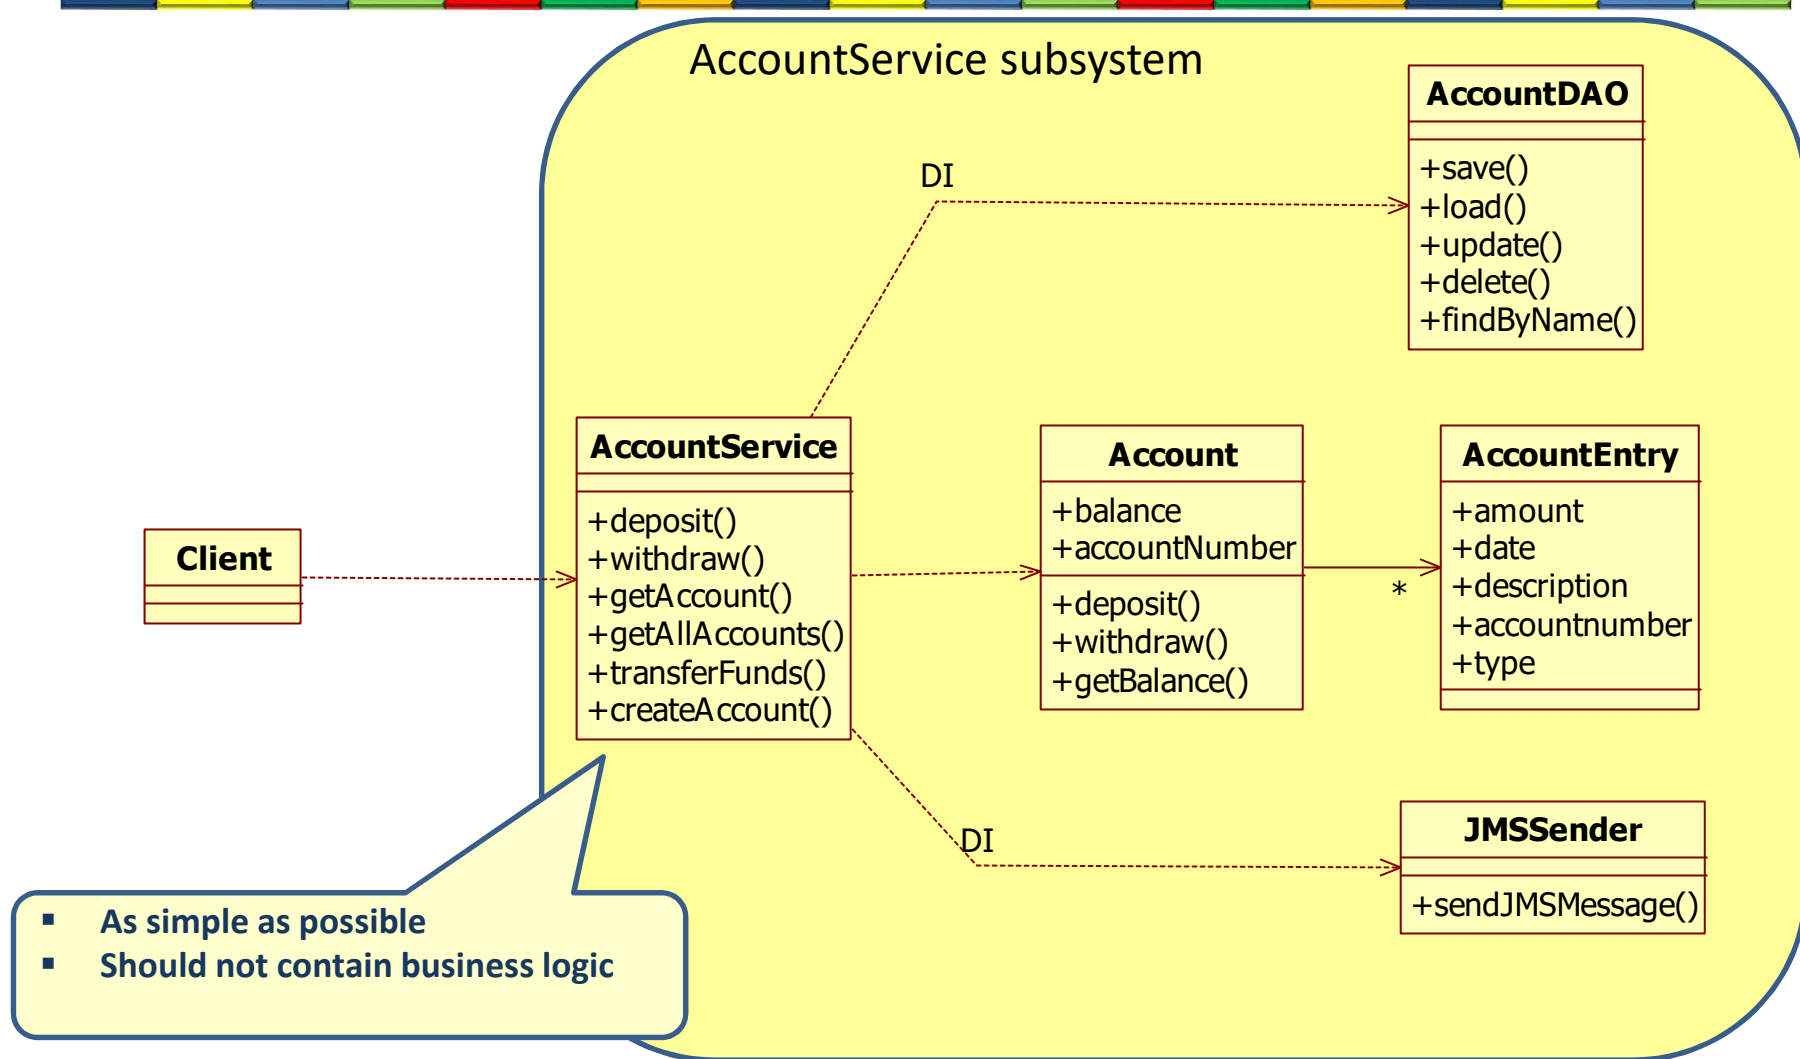 AccountService subsystem
AccountDAO
+save()
+load()
+update()
+delete()
+findByName()
DI
AccountService
+deposit()
+withdraw()
+getAccount()
+getAllAccounts()
+transferFunds()
+createAccount()
Account
+balance
+accountNumber
+deposit()
+withdraw()
+getBalance()
*
AccountEntry
+amount
+date
+description
+accountnumber
+type
Client
DI
JMSSender
+sendJMSMessage()
▪ As simple as possible
▪ Should not contain business logic